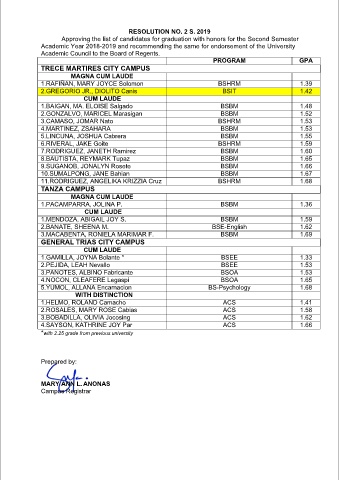 RESOLUTION NO. 2 S. 2019
Approving the list of candidates for graduation with honors for the Second Semester
Academic Year 2018-2019 and recommending the same for endorsement of the University
Academic Council to the Board of Regents.
PROGRAM GPA
TRECE MARTIRES CITY CAMPUS
MAGNA CUM LAUDE
1.RAFIÑAN, MARY JOYCE Solomon BSHRM 1.39
2.GREGORIO JR., DIOLITO Canis BSIT 1.42
CUM LAUDE
1.BAIGAN, MA. ELOISE Salgado BSBM 1.48
2.GONZALVO, MARICEL Marasigan BSBM 1.52
3.CAMASO, JOMAR Nato BSHRM 1.53
4.MARTINEZ, ZSAHARA BSBM 1.53
5.LINCUNA, JOSHUA Cabrera BSBM 1.55
6.RIVERAL, JAKE Goite BSHRM 1.59
7.RODRIGUEZ, JANETH Ramirez BSBM 1.60
8.BAUTISTA, REYMARK Tupaz BSBM 1.65
9.SUGANOB, JONALYN Roseto BSBM 1.66
10.SUMALPONG, JANE Bahian BSBM 1.67
11.RODRIGUEZ, ANGELIKA KRIZZIA Cruz BSHRM 1.68
TANZA CAMPUS
MAGNA CUM LAUDE
1.PACAMPARRA, JOLINA P. BSBM 1.36
CUM LAUDE
1.MENDOZA, ABIGAIL JOY S. BSBM 1.59
2.BANATE, SHEENA M. BSE-English 1.62
3.MACABENTA, RONIELA MARIMAR F. BSBM 1.69
GENERAL TRIAS CITY CAMPUS
CUM LAUDE
1.GAMILLA, JOYNA Bolante * BSEE 1.33
2.PEJIDA, LEAH Nevallo BSEE 1.53
3.PANOTES, ALBINO Fabricante BSOA 1.53
4.NOCON, CLEAFERE Legaspi BSOA 1.65
5.YUMOL, ALLANA Encarnacion BS-Psychology 1.68
WITH DISTINCTION
1.HELMO, ROLAND Camacho ACS 1.41
2.ROSALES, MARY ROSE Cabias ACS 1.58
3.BOBADILLA, OLIVIA Jocosing ACS 1.62
4.SAYSON, KATHRINE JOY Par ACS 1.66
*with 2.25 grade from previous university
Prepared by:
MARY ANN L. ANONAS
Campus Registrar